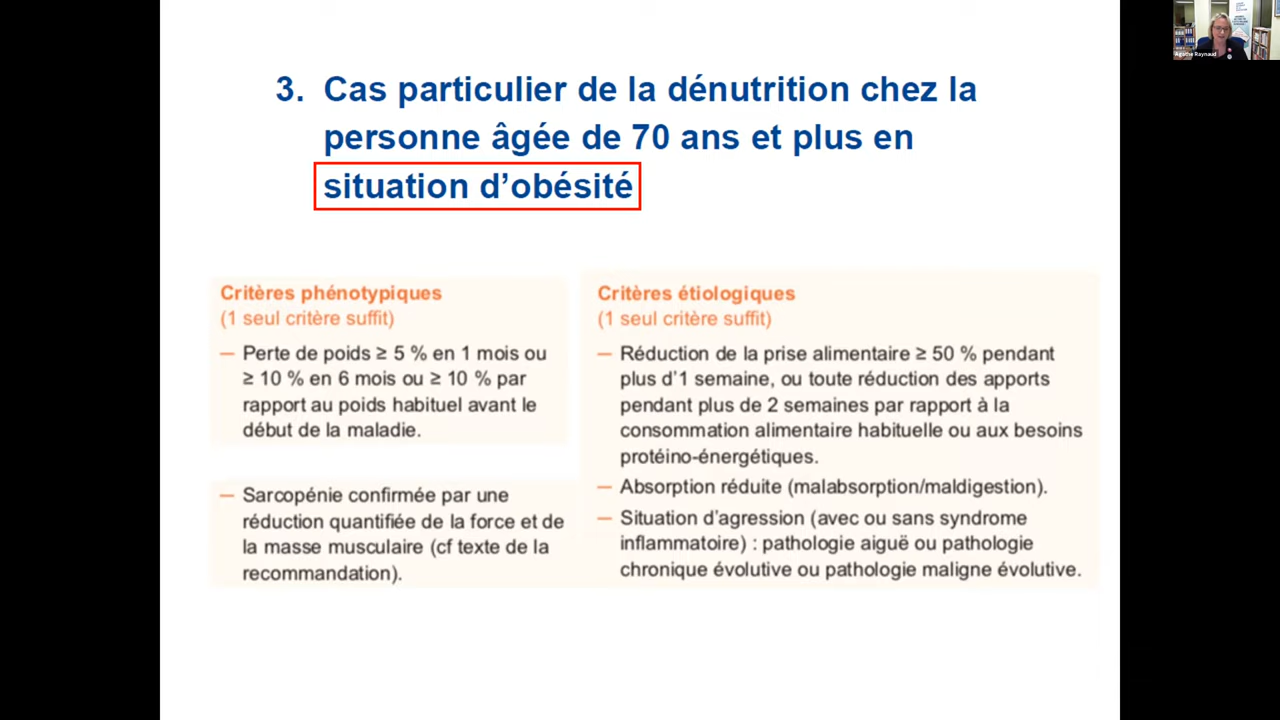 3. Cas particulier de la dénutrition chez la
personne âgée de 70 ans et plus en
situation d'obésité
Critères phénotypiques
(1 seul critère suffit)
– Perte de poids ≥ 5 % en 1 mois ou
≥ 10 % en 6 mois ou ≥ 10 % par
rapport au poids habituel avant le
début de la maladie.
– Sarcopénie confirmée par une
réduction quantifiée de la force et de
la masse musculaire (cf texte de la
recommandation).
Critères étiologiques
(1 seul critère suffit)
– Réduction de la prise alimentaire ≥ 50 % pendant
plus d'1 semaine, ou toute réduction des apports
pendant plus de 2 semaines par rapport à la
consommation alimentaire habituelle ou aux besoins
protéino-énergétiques.
– Absorption réduite (malabsorption/maldigestion).
– Situation d'agression (avec ou sans syndrome
inflammatoire) : pathologie aiguë ou pathologie
chronique évolutive ou pathologie maligne évolutive.
Agathe Raynaud